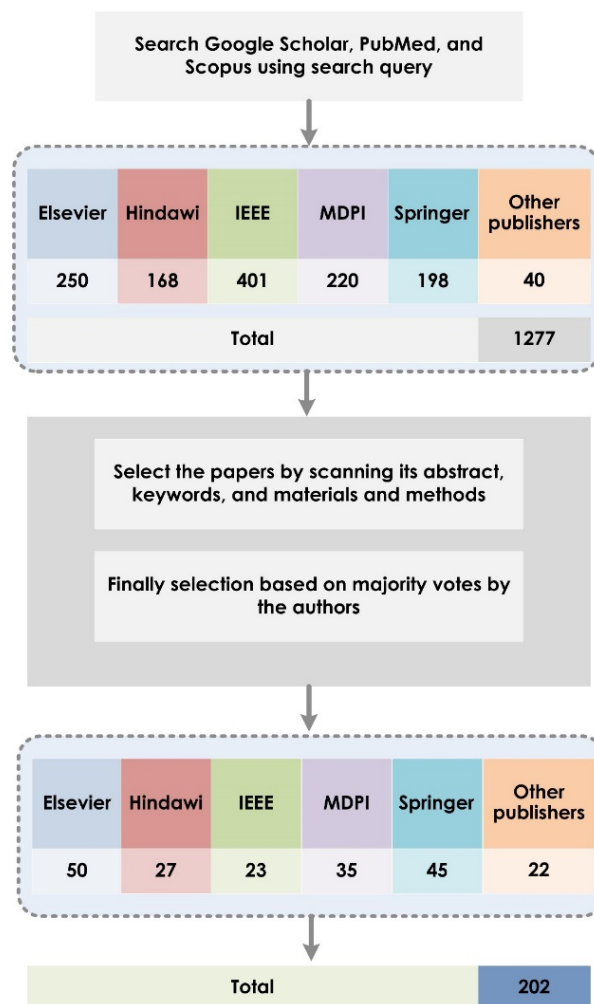 Search Google Scholar, PubMed, and
Scopus using search query
Elsevier Hindawi IEEE MDPI Springer Other
publishers
250 168 401 220 198 40
Total 1277
Select the papers by scanning its abstract,
keywords, and materials and methods
Finally selection based on majority votes by
the authors
Elsevier Hindawi IEEE MDPI Springer Other
publishers
50 27 23 35 45 22
Total 202